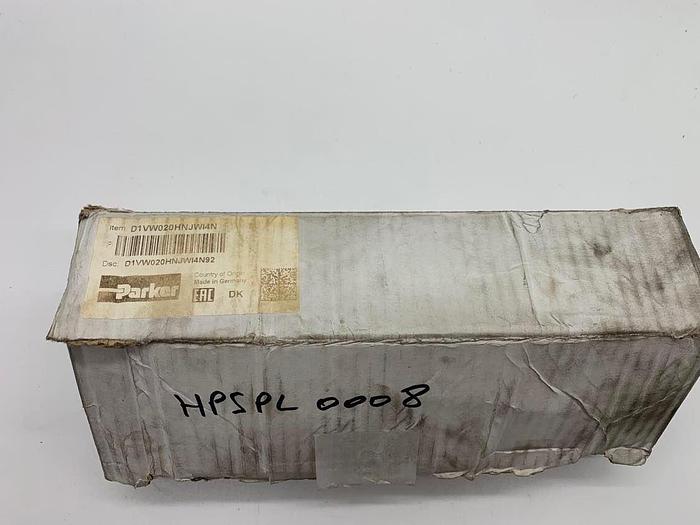 Item: D1VW020HNJWI4N
P
Dsc: D1VW020HNJWI4N92
Parker
Country of Origin
Made in Germany
EAC DK
HPSPL 0008